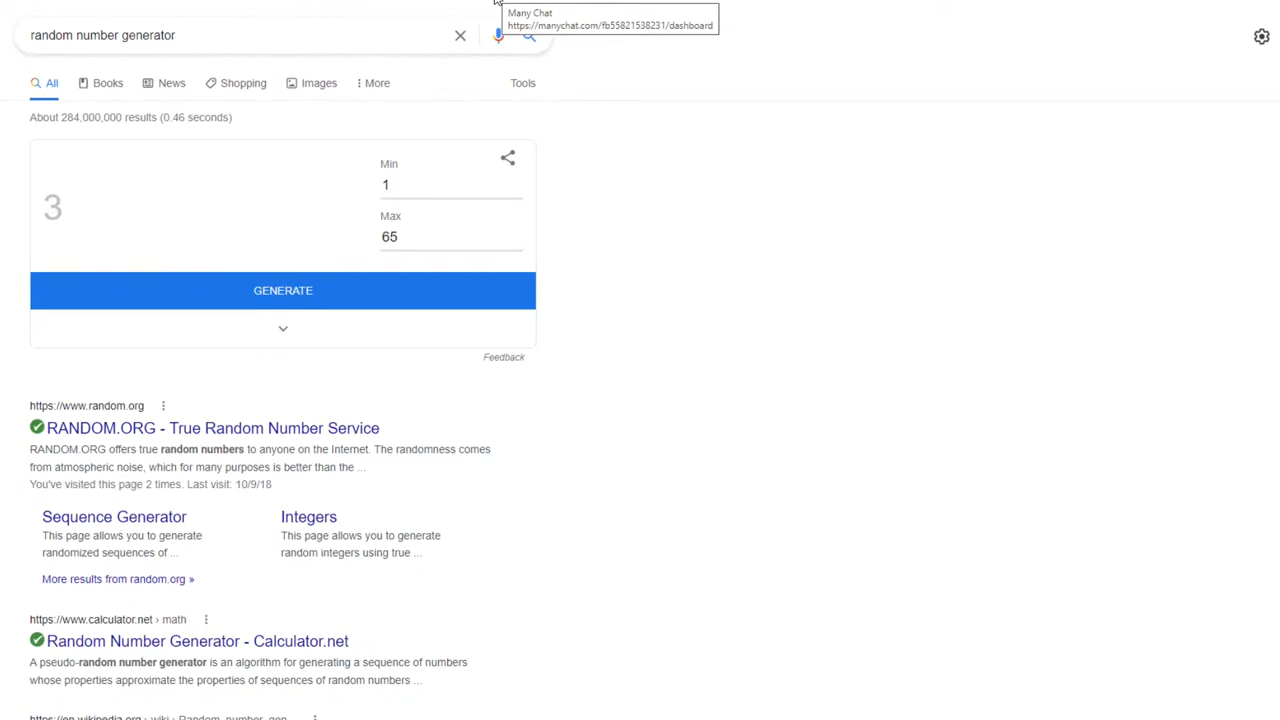 Many Chat
https://manychat.com/fb55821538231/dashboard
random number generator
All Books News Shopping Images More Tools
About 284,000,000 results (0.46 seconds)
Min
1
3
Max
65
GENERATE
Feedback
https://www.random.org
RANDOM.ORG - True Random Number Service
RANDOM.ORG offers true random numbers to anyone on the Internet. The randomness comes
from atmospheric noise, which for many purposes is better than the ...
You've visited this page 2 times. Last visit: 10/9/18
Sequence Generator
This page allows you to generate
randomized sequences of ...
Integers
This page allows you to generate
random integers using true ...
More results from random.org »
https://www.calculator.net › math
Random Number Generator - Calculator.net
A pseudo-random number generator is an algorithm for generating a sequence of numbers
whose properties approximate the properties of sequences of random numbers ...
https://en.wikipedia.org › wiki › Random_number_gen...